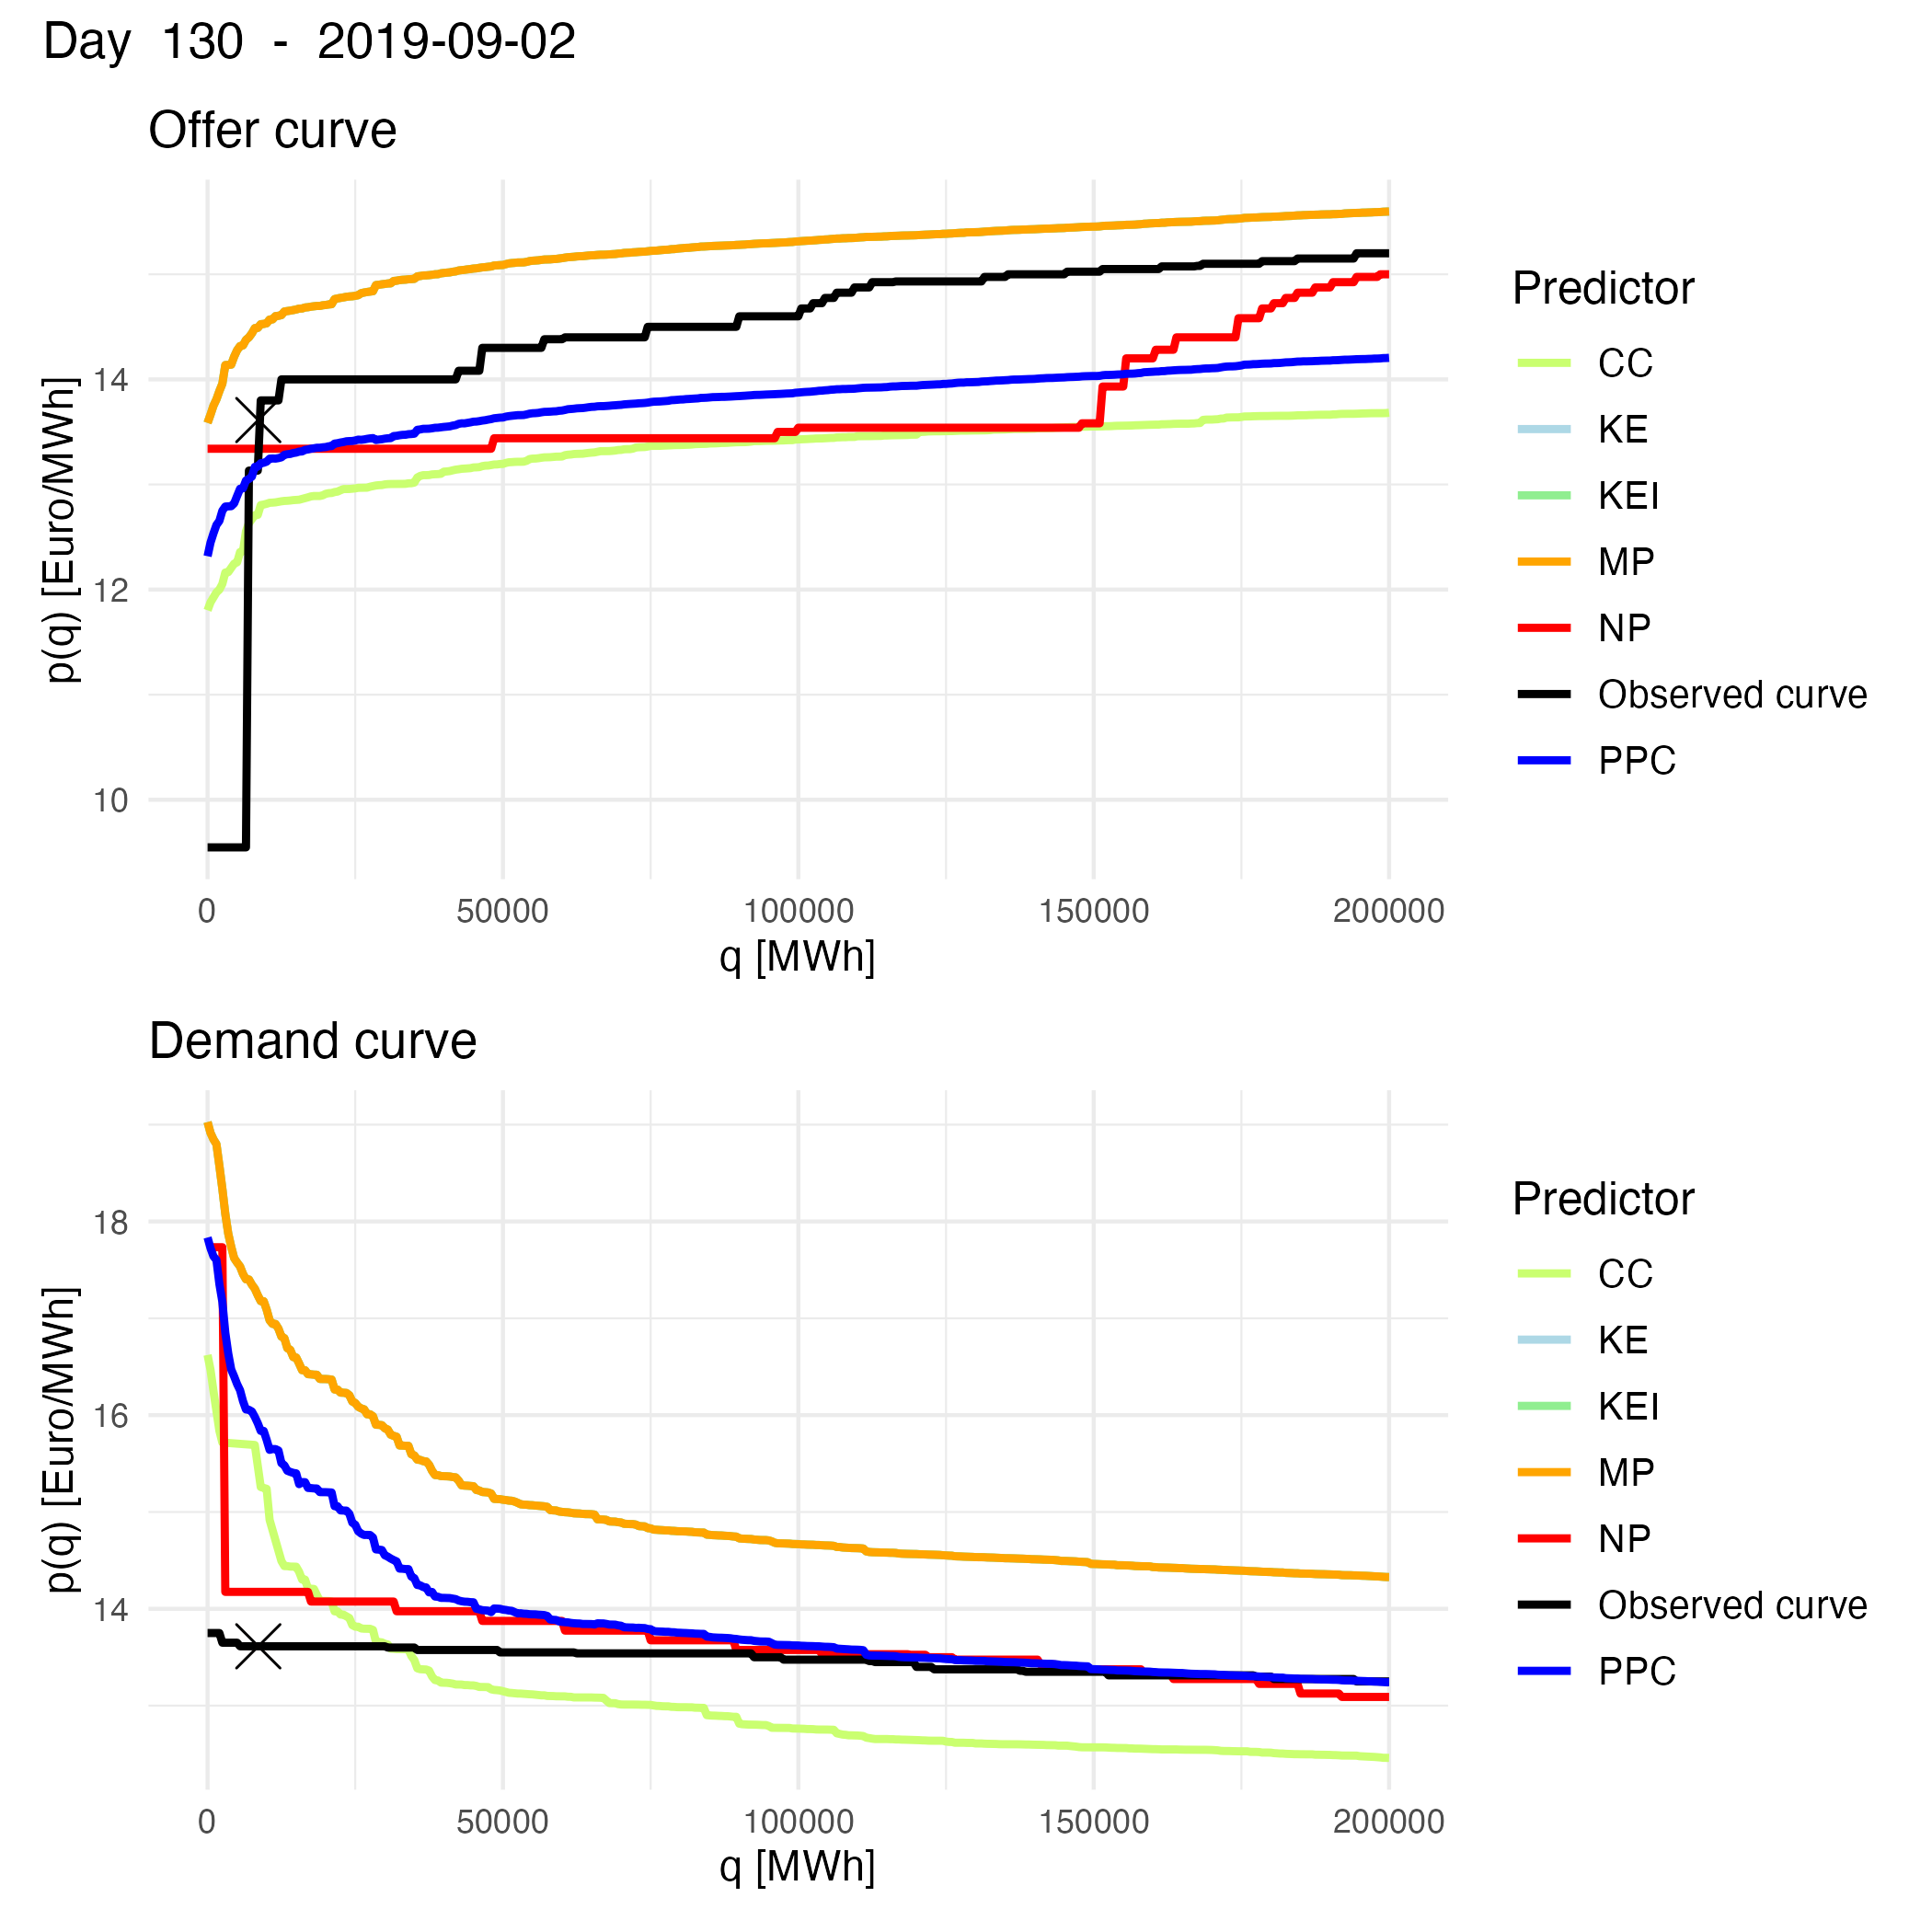 Day 130 - 2019-09-02
Offer curve
p(q) [Euro/MWh]
14
12
10
0 50000 100000 150000 200000
q [MWh]
Predictor
CC
KE
KEI
MP
NP
Observed curve
PPC
Demand curve
p(q) [Euro/MWh]
18
16
14
0 50000 100000 150000 200000
q [MWh]
Predictor
CC
KE
KEI
MP
NP
Observed curve
PPC